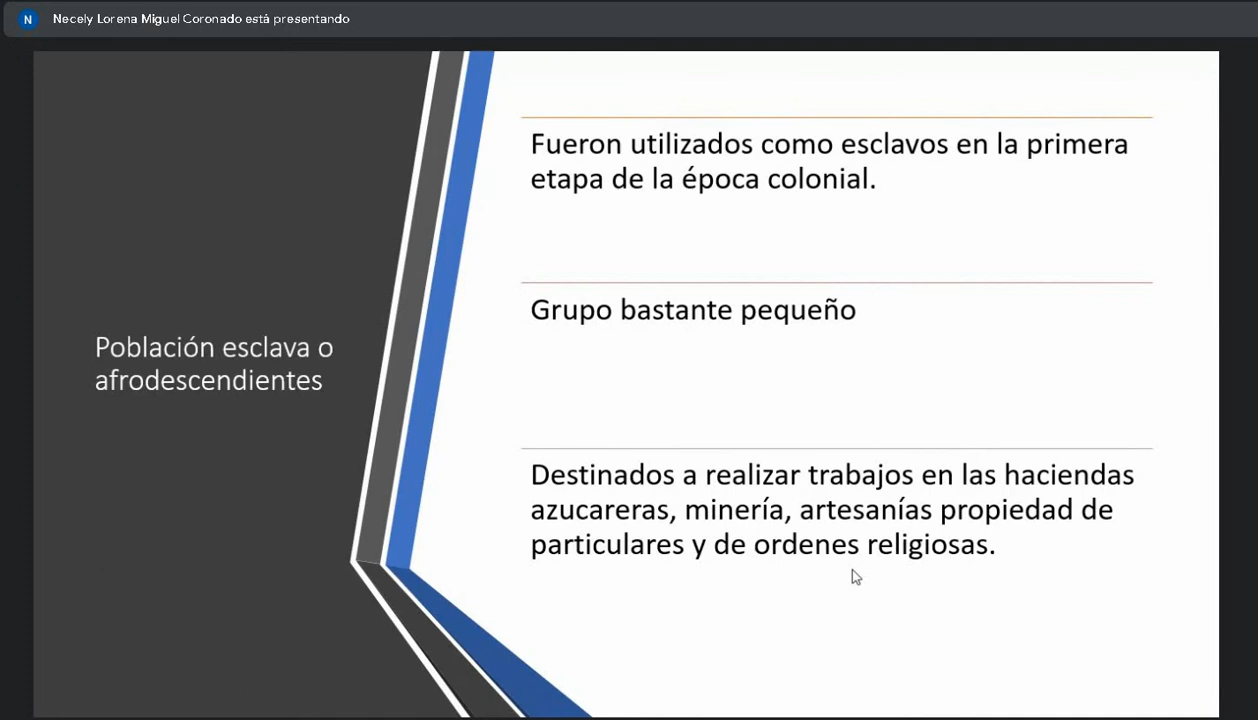 N
Necely Lorena Miguel Coronado está presentando
Población esclava o
afrodescendientes
Fueron utilizados como esclavos en la primera
etapa de la época colonial.
Grupo bastante pequeño
Destinados a realizar trabajos en las haciendas
azucareras, minería, artesanías propiedad de
particulares y de ordenes religiosas.